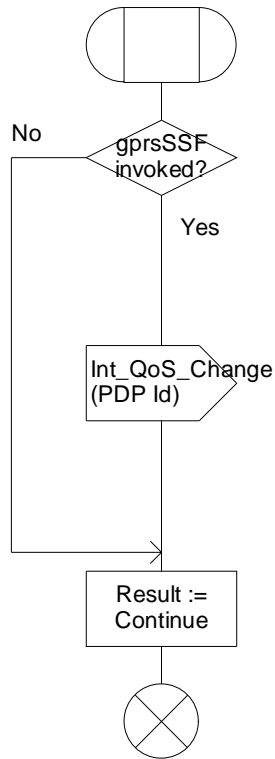 No
gprsSSF
invoked?
Yes
Int_QoS_Change
(PDP Id)
Result :=
Continue